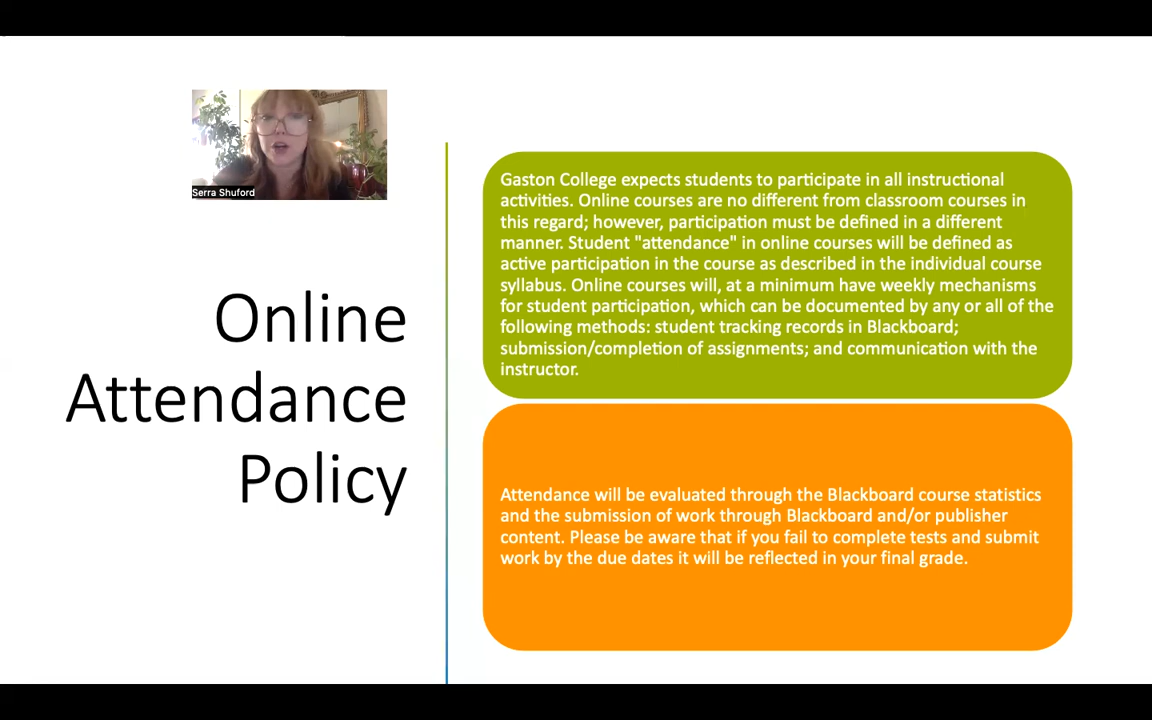 Serra Shuford
Online
Attendance
Policy
Gaston College expects students to participate in all instructional
activities. Online courses are no different from classroom courses in
this regard; however, participation must be defined in a different
manner. Student "attendance" in online courses will be defined as
active participation in the course as described in the individual course
syllabus. Online courses will, at a minimum have weekly mechanisms
for student participation, which can be documented by any or all of the
following methods: student tracking records in Blackboard;
submission/completion of assignments; and communication with the
instructor.
Attendance will be evaluated through the Blackboard course statistics
and the submission of work through Blackboard and/or publisher
content. Please be aware that if you fail to complete tests and submit
work by the due dates it will be reflected in your final grade.